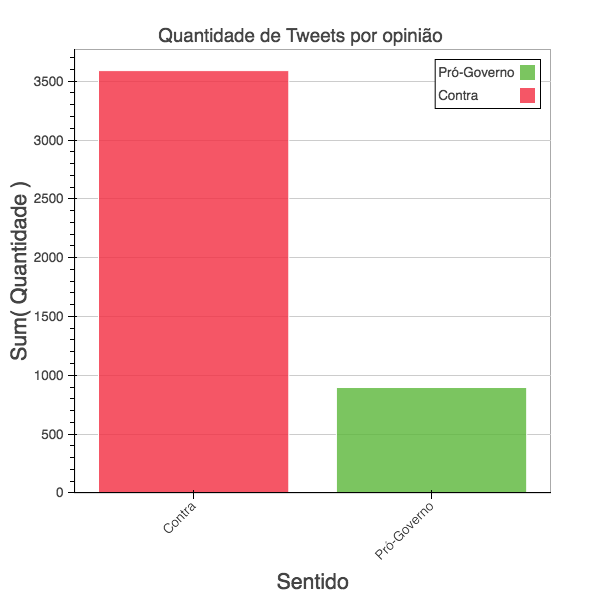 Quantidade de Tweets por opinião
Pró-Governo
Contra
Sum( Quantidade )
3500
3000
2500
2000
1500
1000
500
0
Contra
Pró-Governo
Sentido